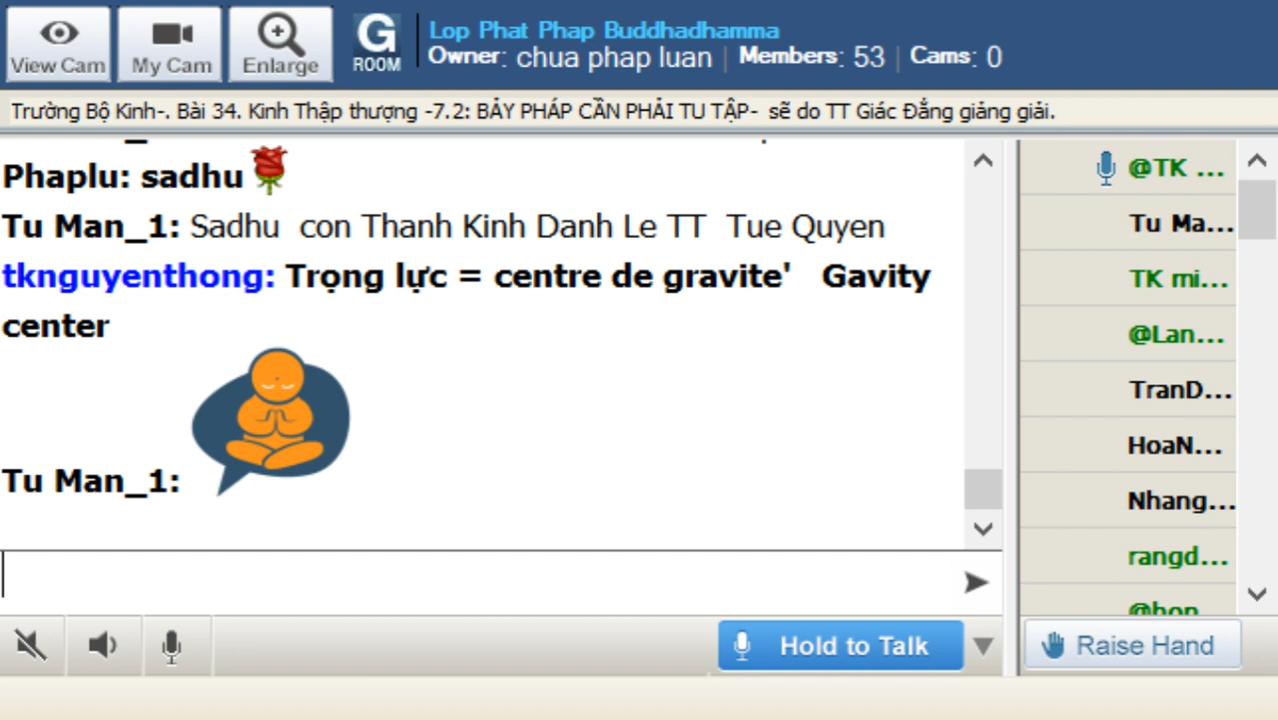 View Cam
My Cam
Enlarge
G
ROOM
Lop Phat Phap Buddhadhamma
Owner: chua phap luan | Members: 53 | Cams: 0
Trường Bộ Kinh-. Bài 34. Kinh Thập thượng -7.2: BẢY PHÁP CẦN PHẢI TU TẬP- sẽ do TT Giác Đẳng giảng giải.
Phaplu: sadhu
Tu Man_1: Sadhu con Thanh Kinh Danh Le TT Tue Quyen
tknguyenthong: Trọng lực = centre de gravite' Gavity
center
Tu Man_1:
@TK ...
Tu Ma...
TK mi...
@Lan...
TranD...
HoaN...
Nhang...
rangd...
@hon
Hold to Talk
Raise Hand